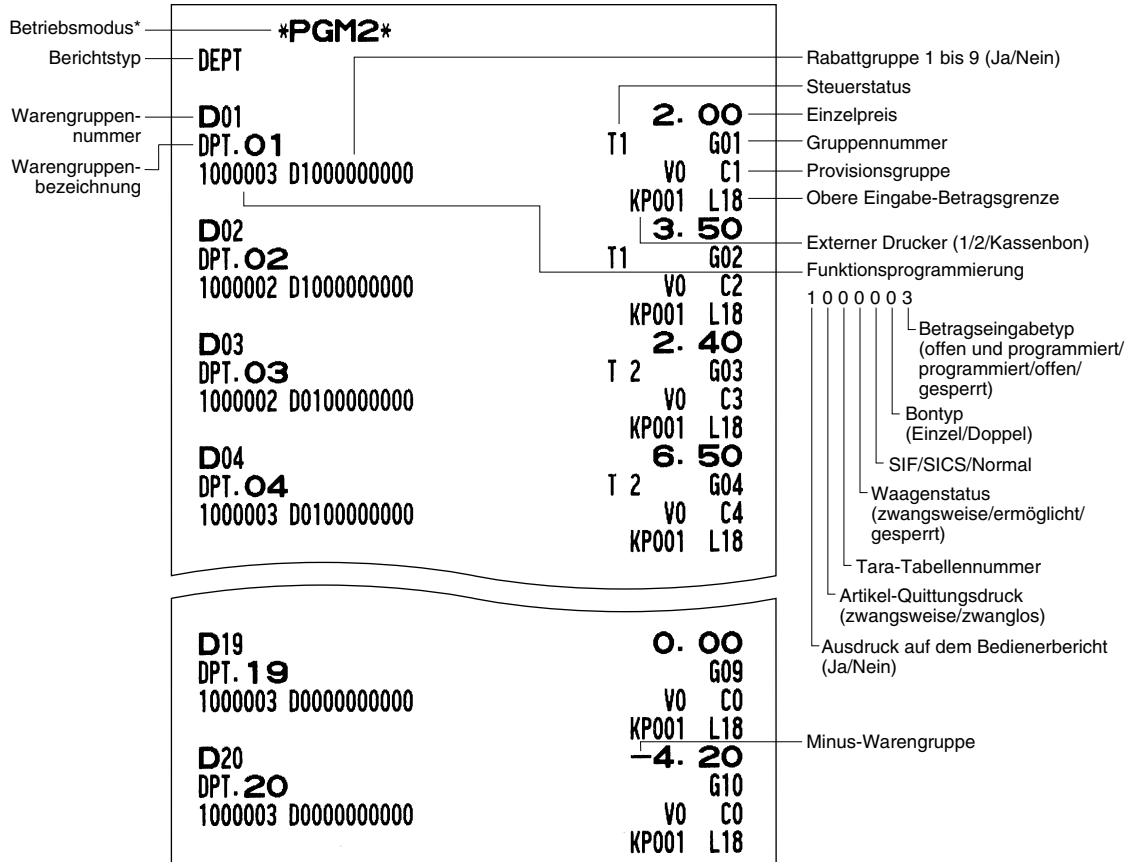 Betriebsmodus*
Berichtstyp
Warengruppen-
nummer
Warengruppen-
bezeichnung
*PGM2*
DEPT
D01 2. 00
DPT. 01 T1 G01
1000003 D1000000000 V0 C1
KP001 L18
D02 3. 50
DPT. 02 T1 G02
1000002 D1000000000 V0 C2
KP001 L18
D03 2. 40
DPT. 03 T 2 G03
1000002 D0100000000 V0 C3
KP001 L18
D04 6. 50
DPT. 04 T 2 G04
1000003 D0100000000 V0 C4
KP001 L18
D19 0. 00
DPT. 19 G09
1000003 D0000000000 V0 C0
KP001 L18
D20 -4. 20
DPT. 20 G10
1000003 D0000000000 V0 C0
KP001 L18
Rabattgruppe 1 bis 9 (Ja/Nein)
Steuerstatus
Einzelpreis
Gruppennummer
Provisionsgruppe
Obere Eingabe-Betragsgrenze
Externer Drucker (1/2/Kassenbon)
Funktionsprogrammierung
1 0 0 0 0 0 3
Betragseingabetyp
(offen und programmiert/
programmiert/offen/
gesperrt)
Bontyp
(Einzel/Doppel)
SIF/SICS/Normal
Waagenstatus
(zwangsweise/ermöglicht/
gesperrt)
Tara-Tabellennummer
Artikel-Quittungsdruck
(zwangsweise/zwanglos)
Ausdruck auf dem Bedienerbericht
(Ja/Nein)
Minus-Warengruppe